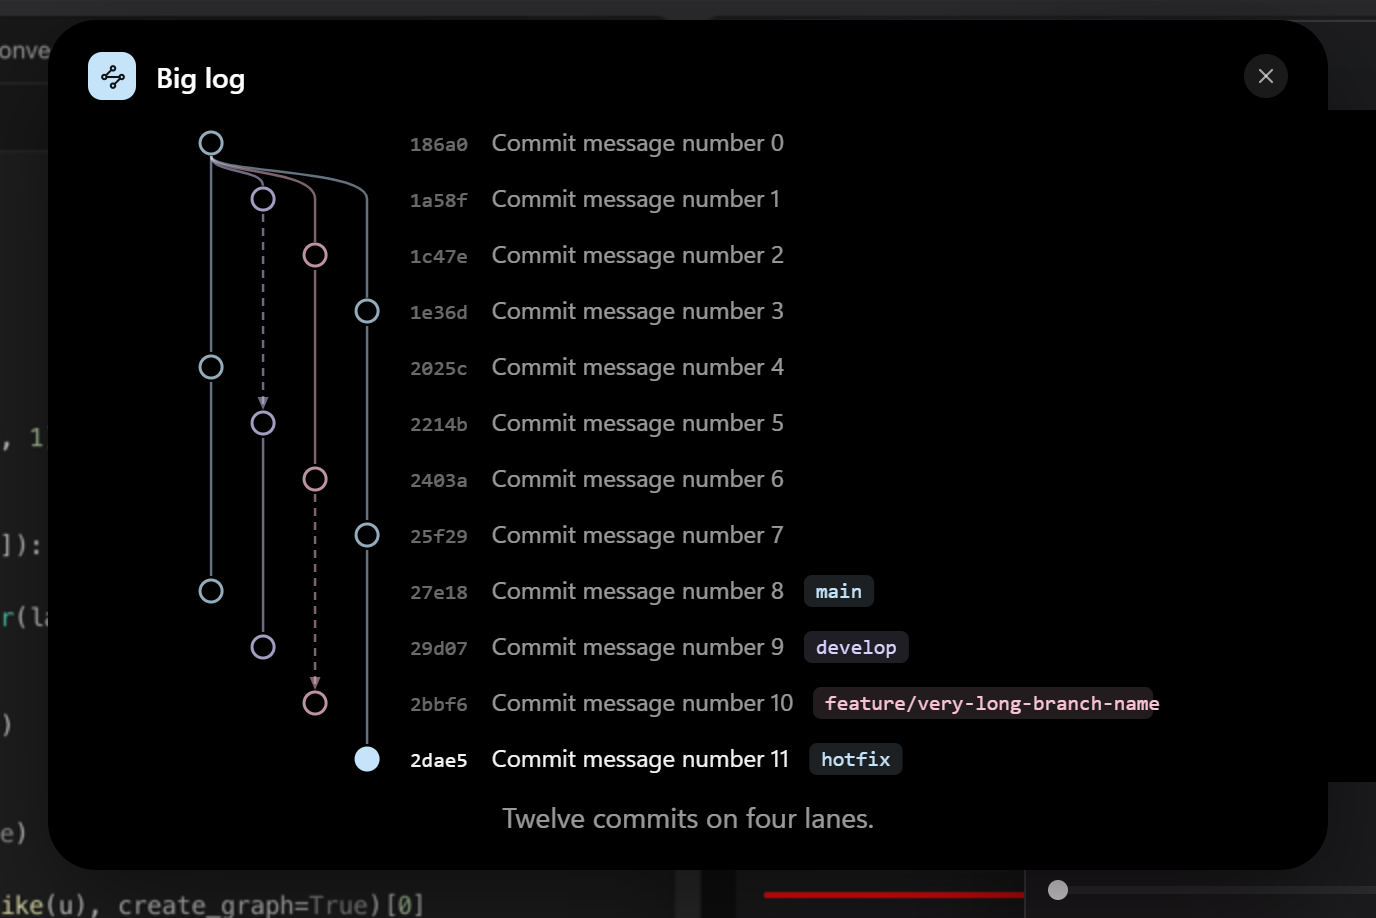 onve
Big log
186a0 Commit message number 0
1a58f Commit message number 1
1c47e Commit message number 2
1e36d Commit message number 3
2025c Commit message number 4
, 1
2214b Commit message number 5
2403a Commit message number 6
25f29 Commit message number 7
]):
27e18 Commit message number 8 main
r(la
29d07 Commit message number 9 develop
2bbf6 Commit message number 10 feature/very-long-branch-name
)
2dae5 Commit message number 11 hotfix
Twelve commits on four lanes.
e)
ike(u), create_graph=True)[0]